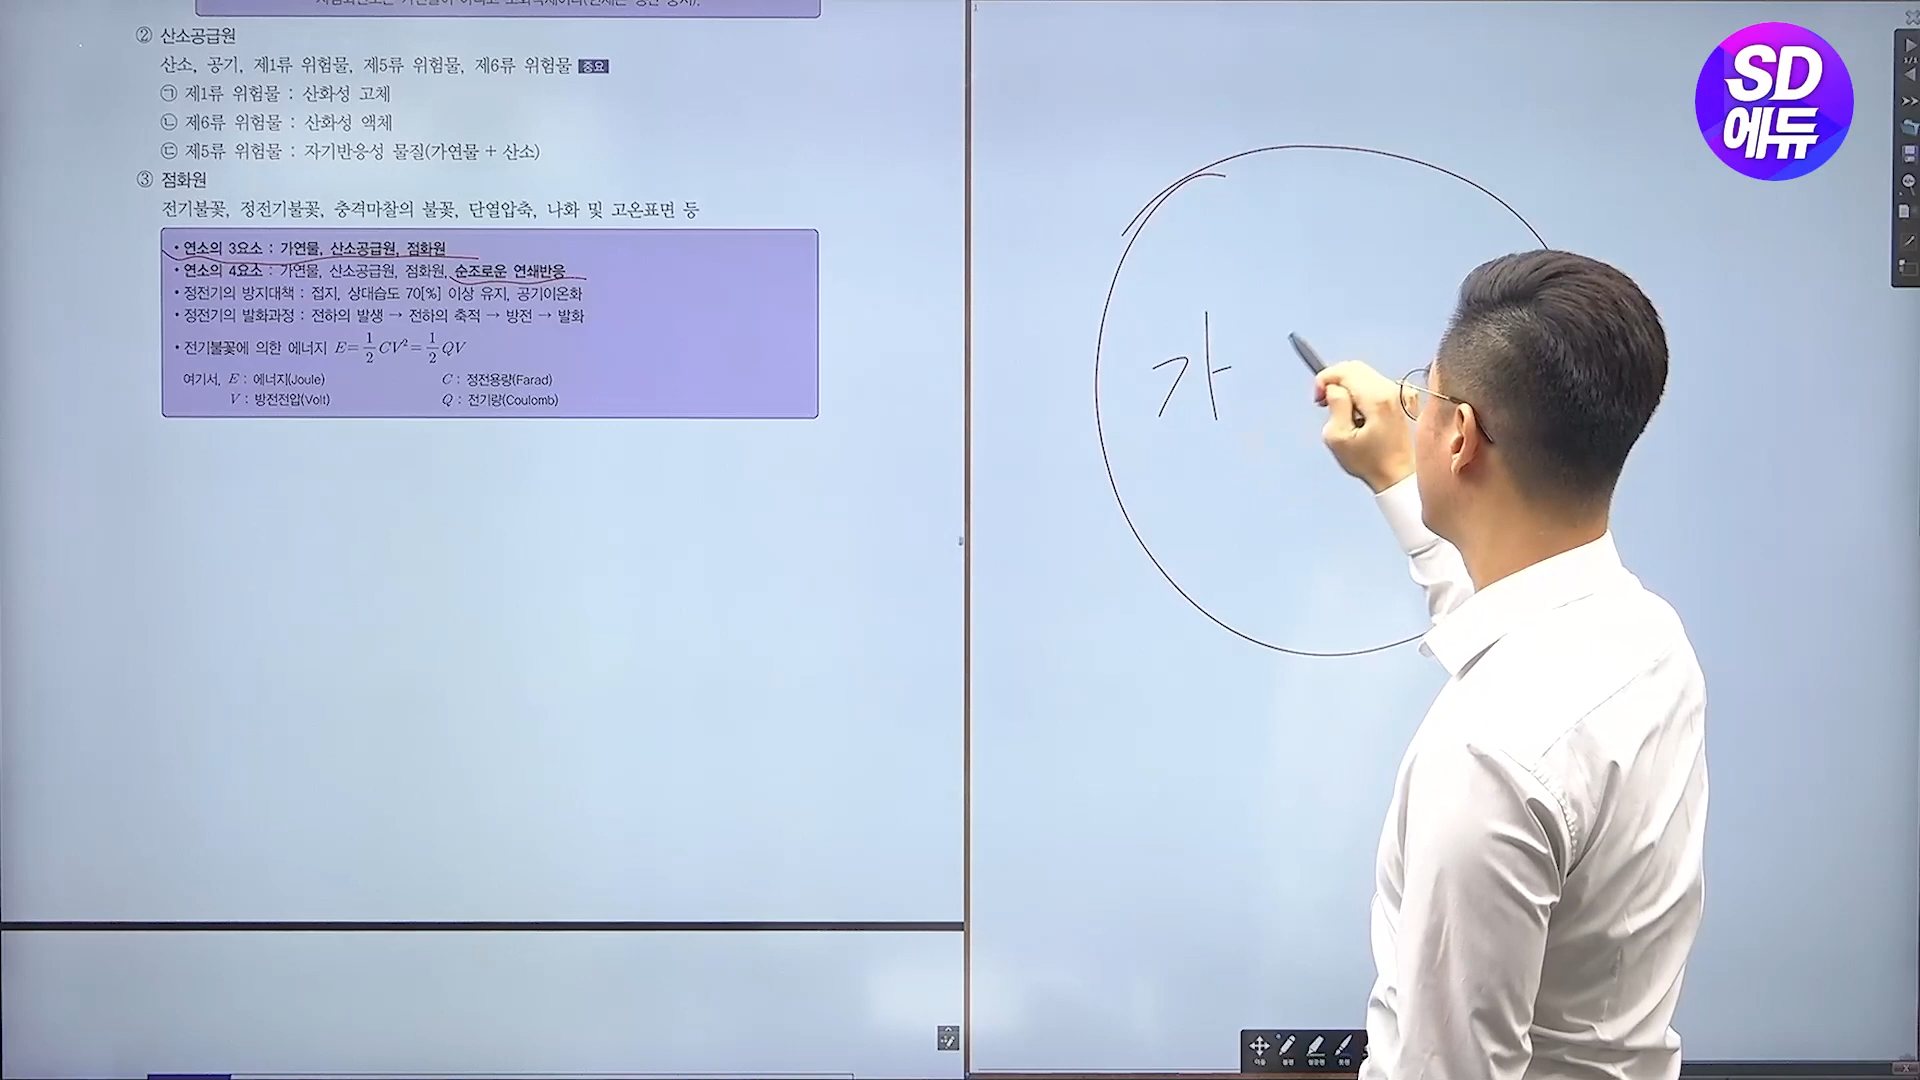 ② 산소공급원
산소, 공기, 제1류 위험물, 제5류 위험물, 제6류 위험물 중요
㉠ 제1류 위험물 : 산화성 고체
㉡ 제6류 위험물 : 산화성 액체
㉢ 제5류 위험물 : 자기반응성 물질(가연물 + 산소)
③ 점화원
전기불꽃, 정전기불꽃, 충격마찰의 불꽃, 단열압축, 나화 및 고온표면 등
• 연소의 3요소 : 가연물, 산소공급원, 점화원
• 연소의 4요소 : 가연물, 산소공급원, 점화원, 순조로운 연쇄반응
• 정전기의 방지대책 : 접지, 상대습도 70[%] 이상 유지, 공기이온화
• 정전기의 발화과정 : 전하의 발생 → 전하의 축적 → 방전 → 발화
• 전기불꽃에 의한 에너지 E=1/2 CV²=1/2 QV
여기서, E : 에너지(Joule) C : 정전용량(Farad)
V : 방전전압(Volt) Q : 전기량(Coulomb)
가
SD
에듀
1/1
이동